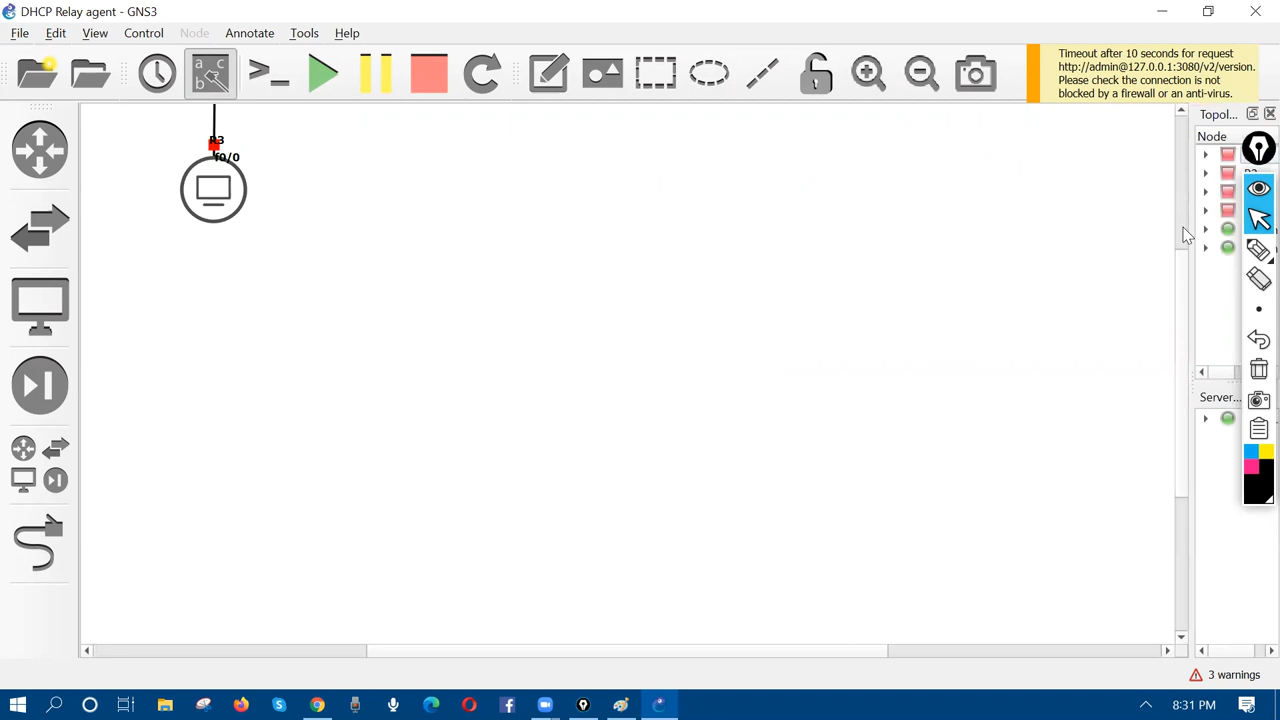 DHCP Relay agent - GNS3
File Edit View Control Node Annotate Tools Help
a c
b
>_
Timeout after 10 seconds for request
http://admin@127.0.0.1:3080/v2/version.
Please check the connection is not
blocked by a firewall or an anti-virus.
Topol...
Node
R3
f0/0
Server...
3 warnings
8:31 PM